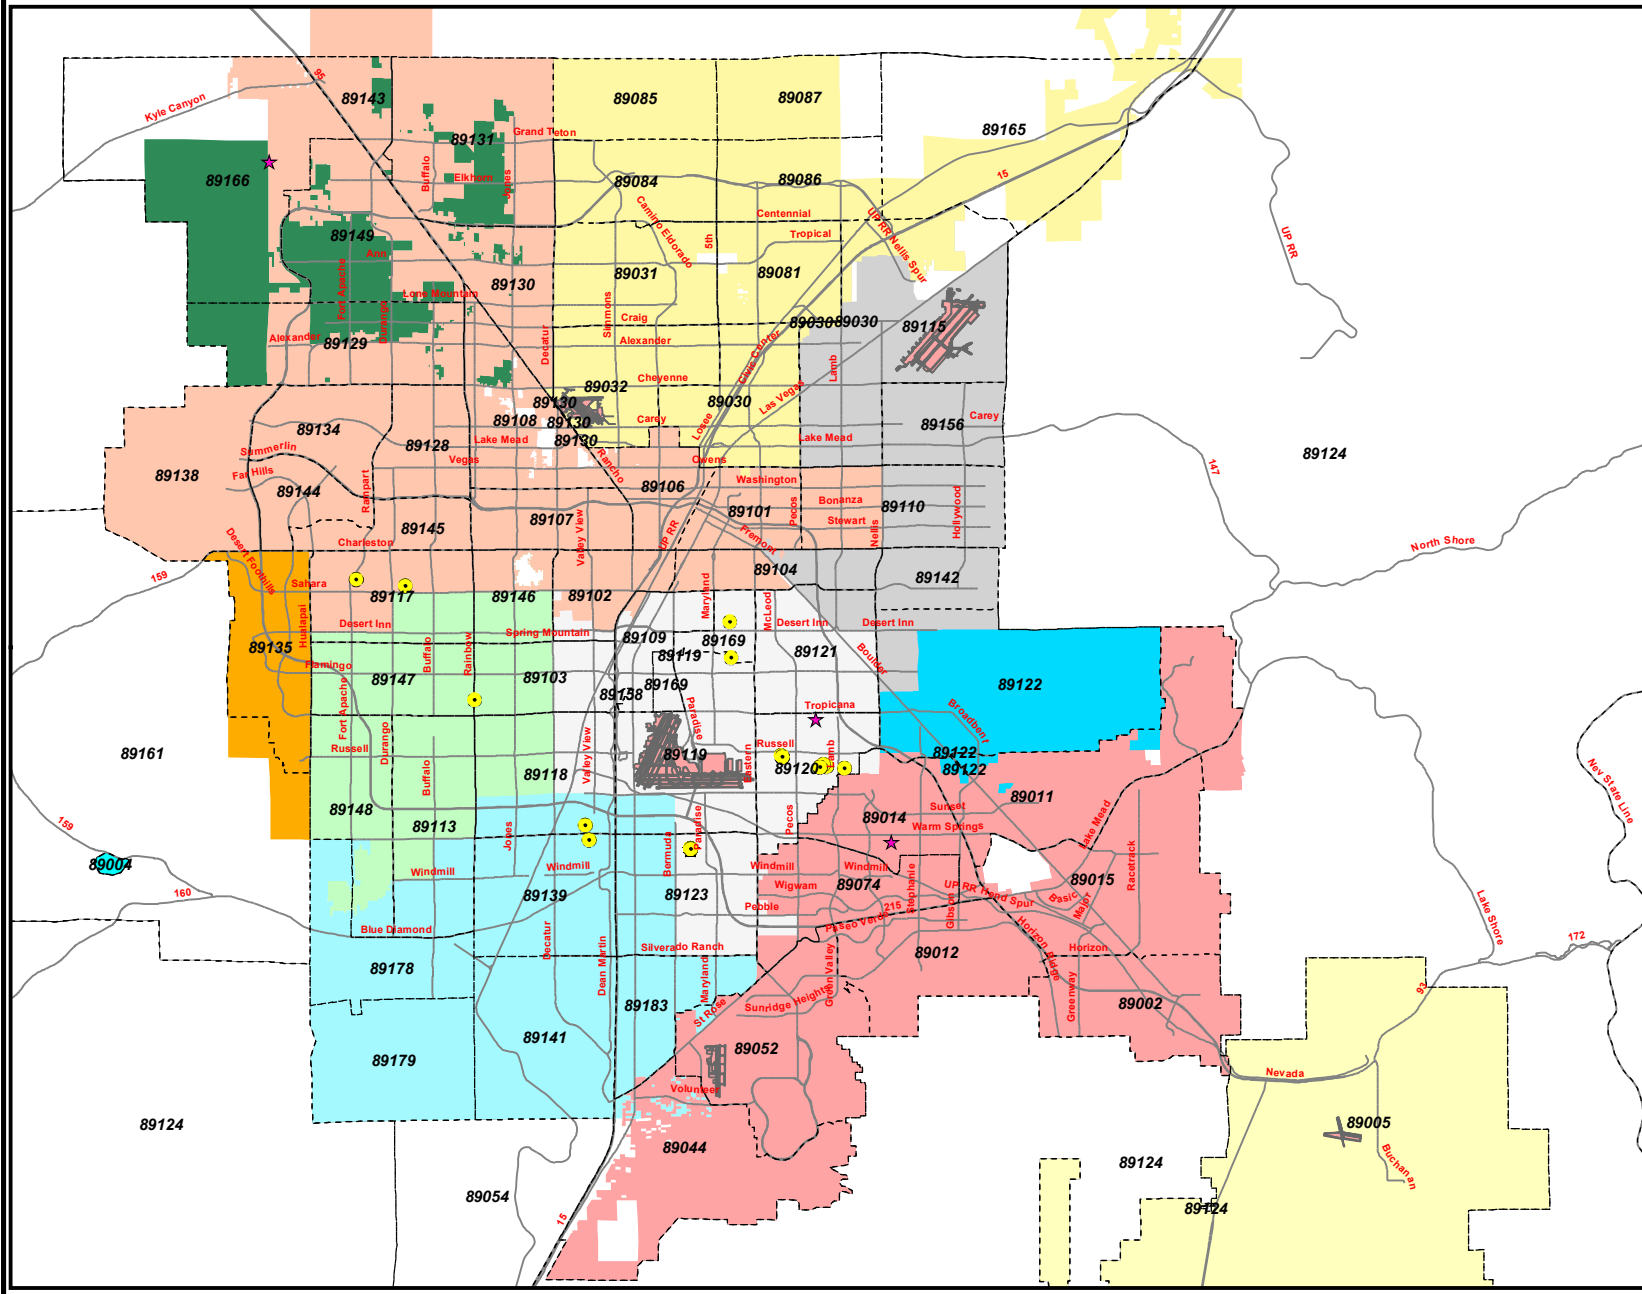 95
89143
89085
89087
Kyle Canyon
89165
89131
Grand Teton
15
89166
Buffalo
Elkhorn
Jones
89084
89086
Camino Eldorado
Centennial
UP RR Nellis Spur
UP RR
89149
Ann
5th
Tropical
Fort Apache
89031
89081
89130
Lone Mountain
Durango
Simmons
Craig
89030
89030
89115
Alexander
89129
Decatur
Alexander
Civic Center
Lamb
89032
Cheyenne
Las Vegas
89130
89030
89108
89130
Carey
Losee
89156
Carey
89134
89128
Lake Mead
89130
Lake Mead
Summerlin
Vegas
Rancho
Owens
89124
147
89138
Far Hills
Rampart
89144
89106
Washington
Pecos
Bonanza
89110
Hollywood
89107
89101
Stewart
Nellis
89145
Valley View
UP RR
Fremont
Charleston
North Shore
Desert Foothills
159
Sahara
89104
89142
89117
89146
89102
Maryland
McLeod
Hualapai
Desert Inn
Spring Mountain
Desert Inn
Desert Inn
89135
Buffalo
Rainbow
89109
89169
89119
89121
Boulder
Flamingo
89147
89103
89169
89122
89158
Fort Apache
Paradise
Tropicana
Broadbent
89161
Russell
Durango
Valley View
89119
Eastern
Russell
Lamb
89122
89120
89122
Buffalo
89118
Nev State Line
89148
89113
89011
Sunset
89014
Warm Springs
Lake Mead
159
Jones
Bermuda
Paradise
Pecos
Racetrack
89004
Windmill
Windmill
Windmill
Windmill
160
89139
89123
Wigwam
89074
Stephanie
UP RR Hend Spur
Basic
89015
Major
Gibson
Pebble
215
Paseo Verde
Lake Shore
Blue Diamond
Decatur
Dean Martin
Silverado Ranch
Horizon Ridge
Horizon
172
89178
Maryland
Green Valley
89012
Greenway
93
89183
St Rose
Sunridge Heights
89002
89141
89052
89179
Volunteer
Nevada
89124
89005
89044
Buchanan
89124
89054
89124
15